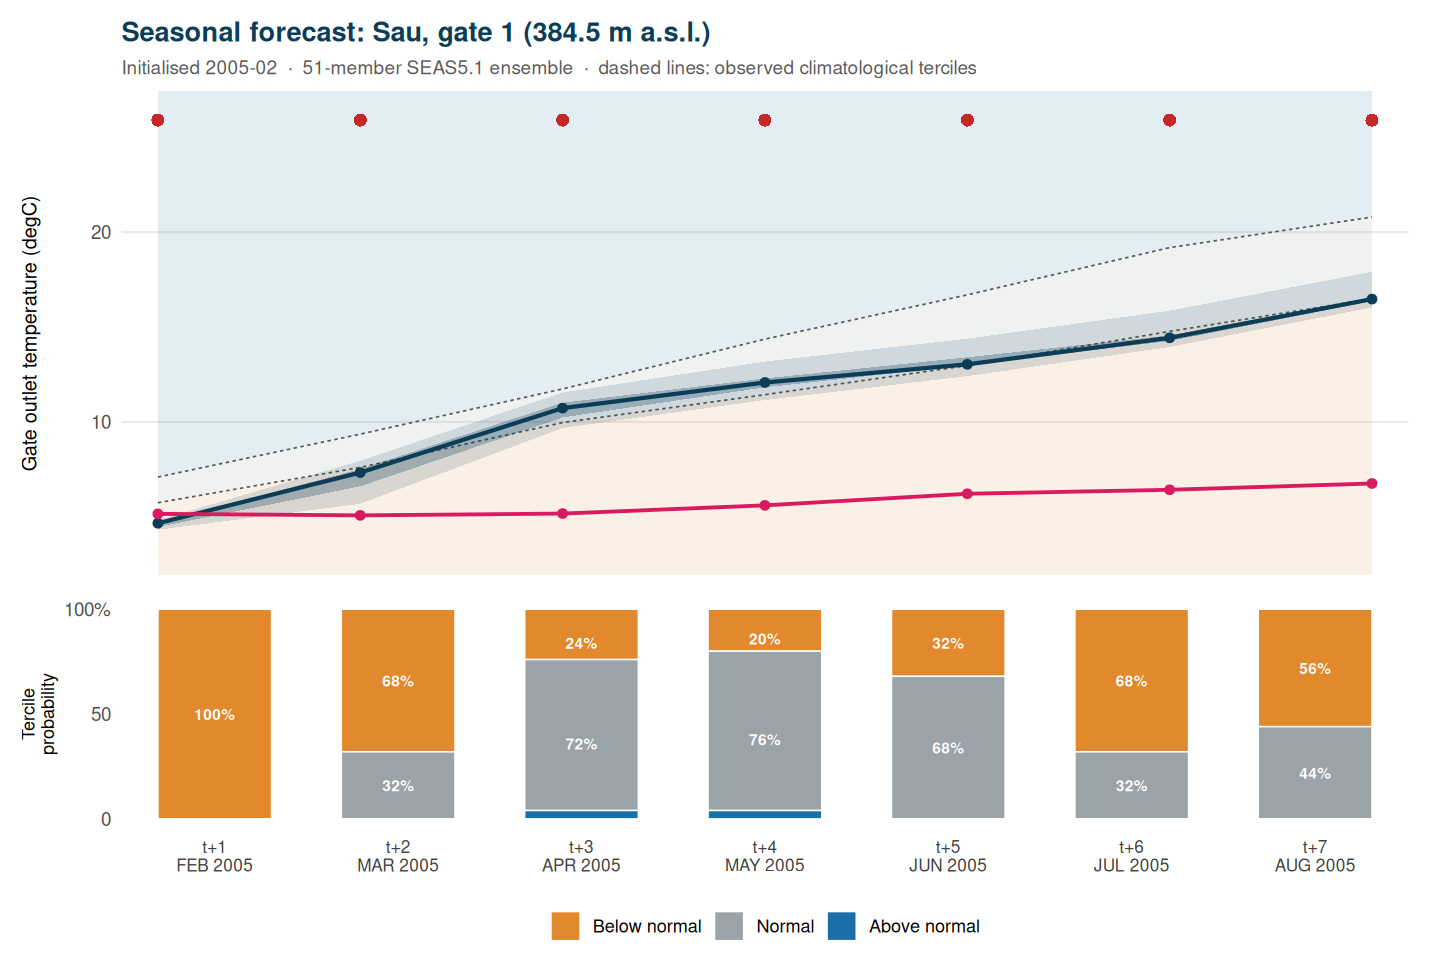 Seasonal forecast: Sau, gate 1 (384.5 m a.s.l.)
Initialised 2005-02 · 51-member SEAS5.1 ensemble · dashed lines: observed climatological terciles
Gate outlet temperature (degC)
20
10
Tercile
probability
100%
50
0
100%
68%
32%
24%
72%
20%
76%
32%
68%
68%
32%
56%
44%
t+1
FEB 2005
t+2
MAR 2005
t+3
APR 2005
t+4
MAY 2005
t+5
JUN 2005
t+6
JUL 2005
t+7
AUG 2005
Below normal
Normal
Above normal